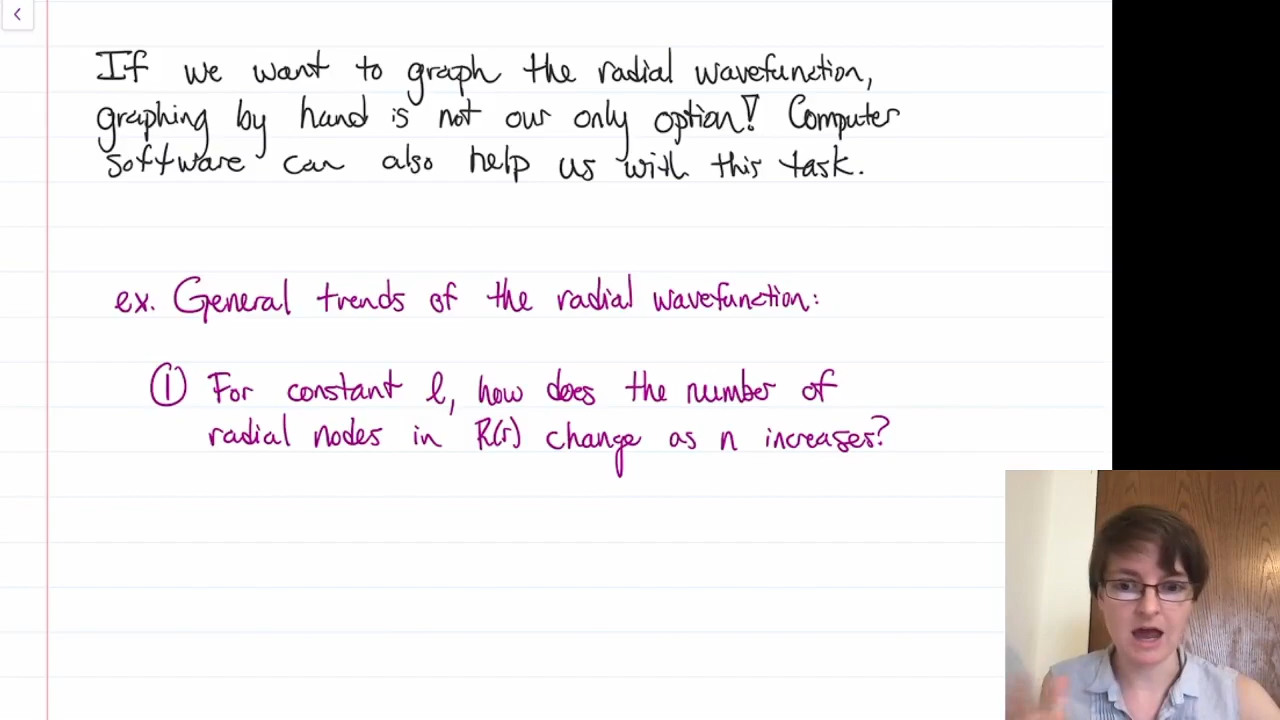 If we want to graph the radial wavefunction,
graphing by hand is not our only option! Computer
software can also help us with this task.
ex. General trends of the radial wavefunction:
① For constant l, how does the number of
radial nodes in R(r) change as n increases?